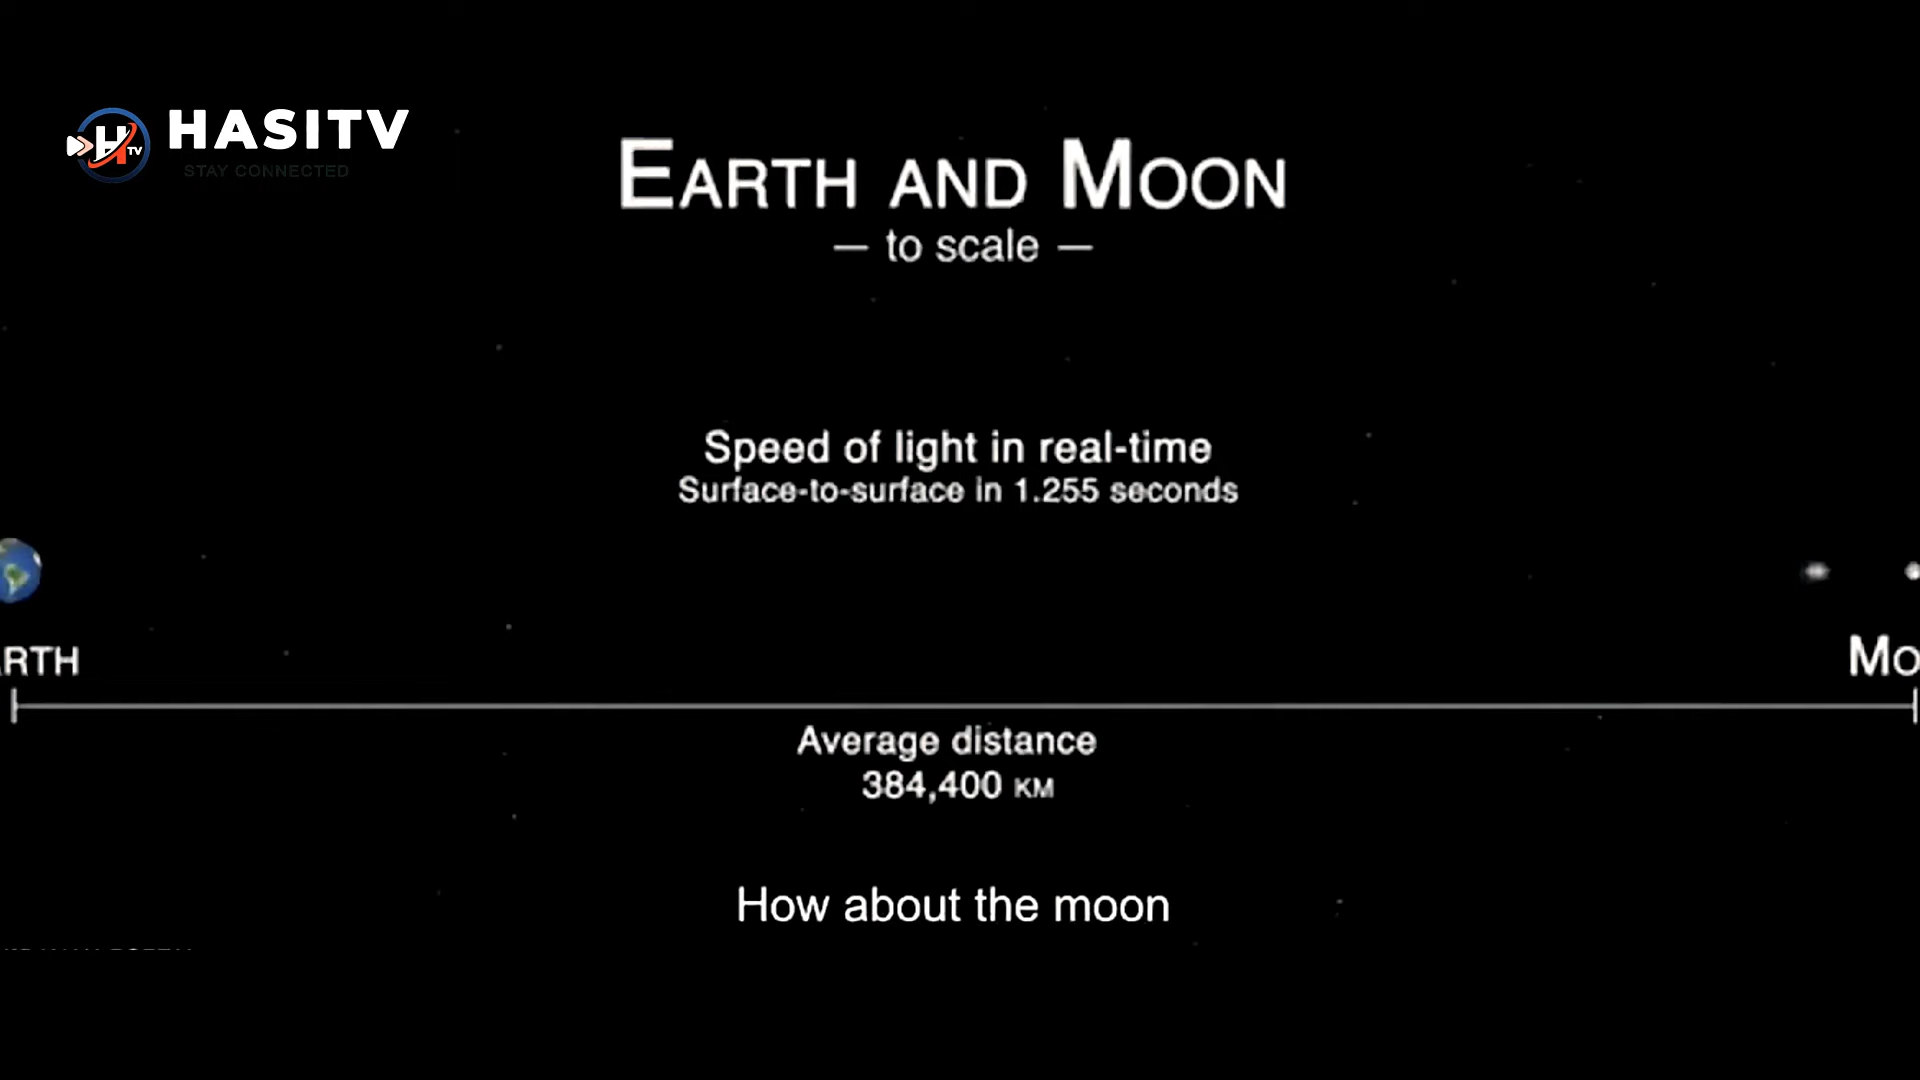 HASITV
STAY CONNECTED
H TV
EARTH AND MOON
— to scale —
Speed of light in real-time
Surface-to-surface in 1.255 seconds
RTH
Mo
Average distance
384,400 KM
How about the moon